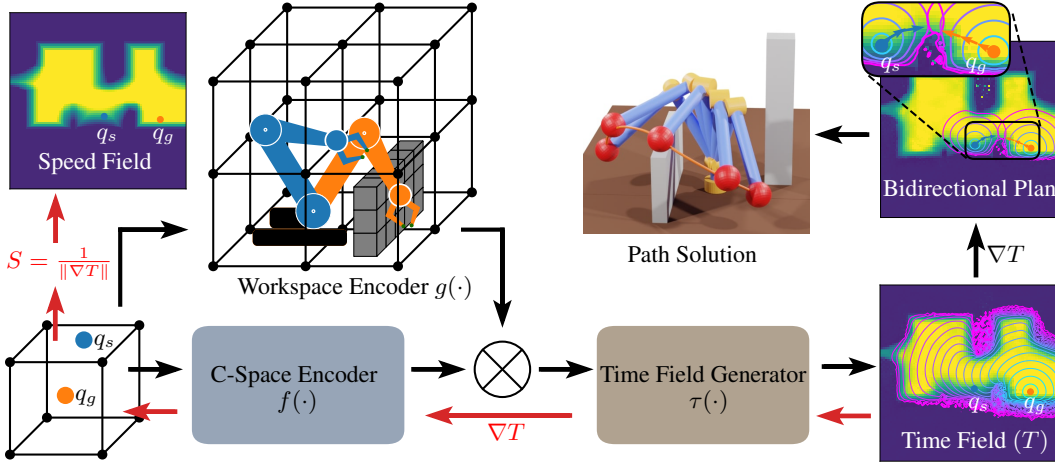 q_s
q_g
Speed Field
S = 1/‖∇T‖
Workspace Encoder g(·)
Path Solution
q_s
q_g
Bidirectional Plan
∇T
q_s
q_g
C-Space Encoder
f(·)
∇T
Time Field Generator
τ(·)
q_s
q_g
Time Field (T)